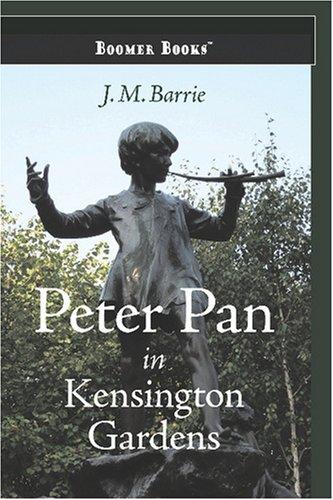 BOOMER BOOKS™
J. M. Barrie
Peter Pan
in
Kensington
Gardens